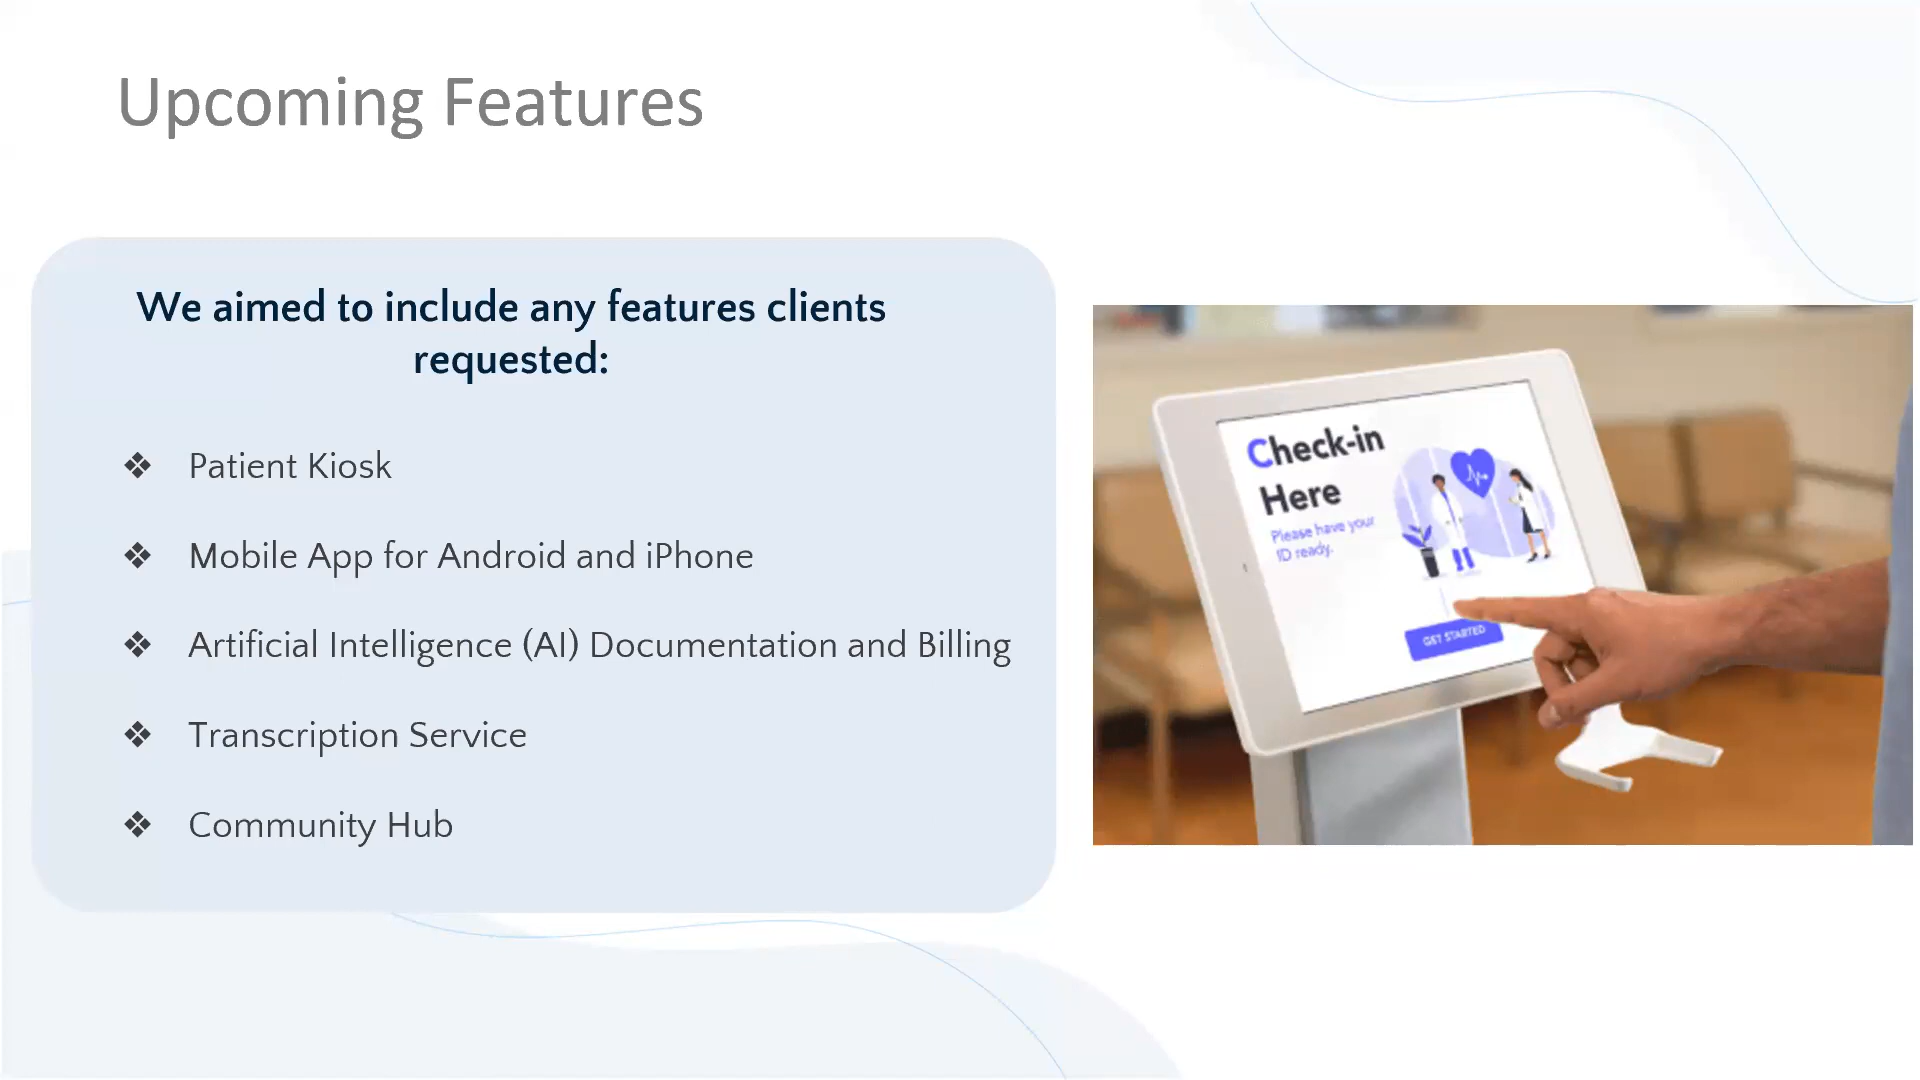 Upcoming Features
We aimed to include any features clients
requested:
❖ Patient Kiosk
❖ Mobile App for Android and iPhone
❖ Artificial Intelligence (AI) Documentation and Billing
❖ Transcription Service
❖ Community Hub
Check-in
Here
Please have your
ID ready.
GET STARTED